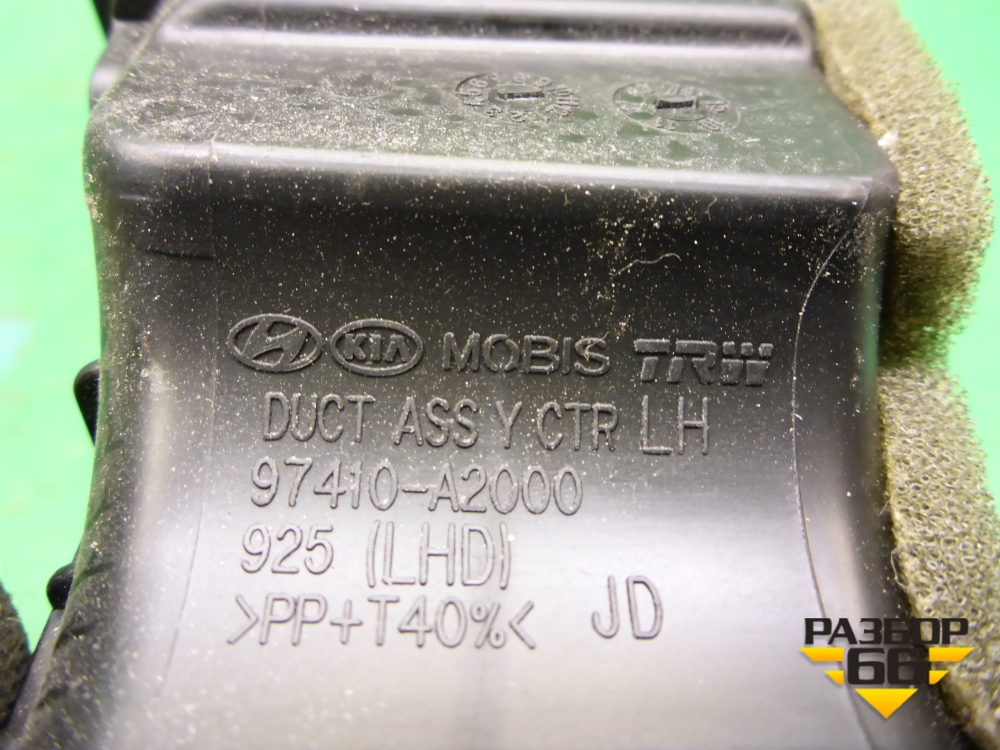 KIA MOBIS TRW
DUCT ASS Y CTR LH
97410-A2000
925 (LHD)
>PP+T40%< JD
РАЗБОР
66